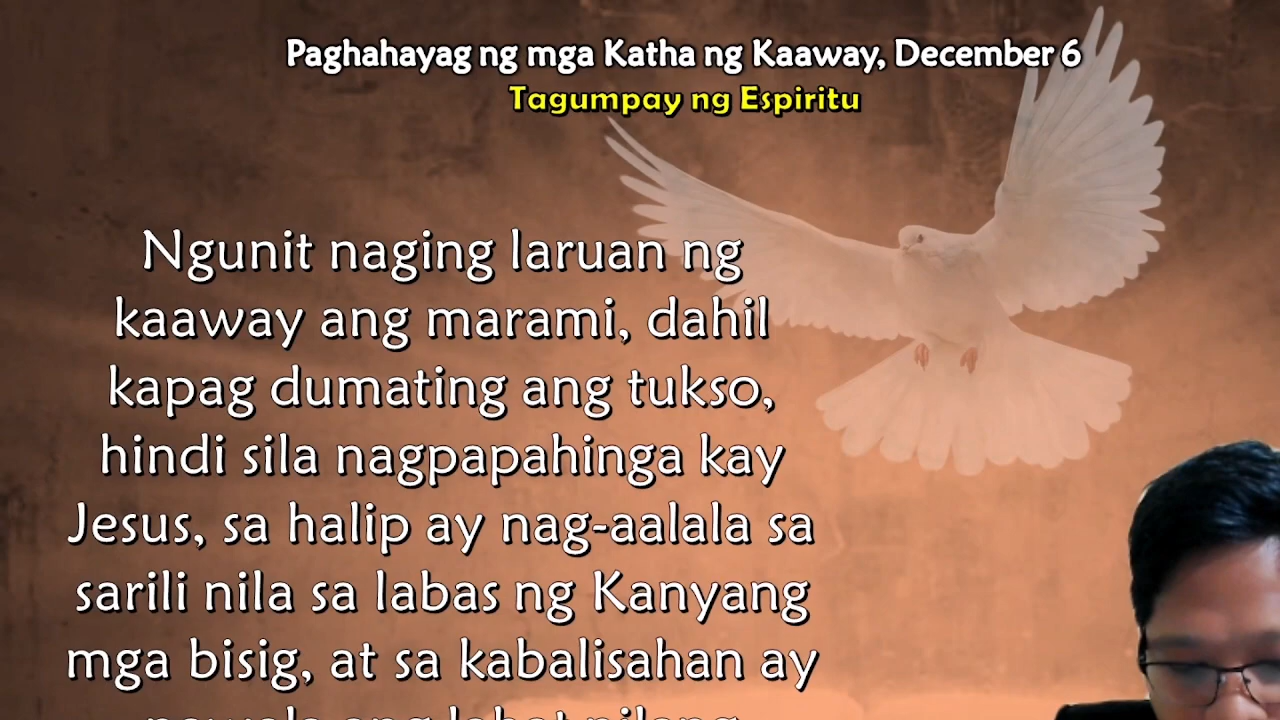 Paghahayag ng mga Katha ng Kaaway, December 6
Tagumpay ng Espiritu
Ngunit naging laruan ng
kaaway ang marami, dahil
kapag dumating ang tukso,
hindi sila nagpapahinga kay
Jesus, sa halip ay nag-aalala sa
sarili nila sa labas ng Kanyang
mga bisig, at sa kabalisahan ay